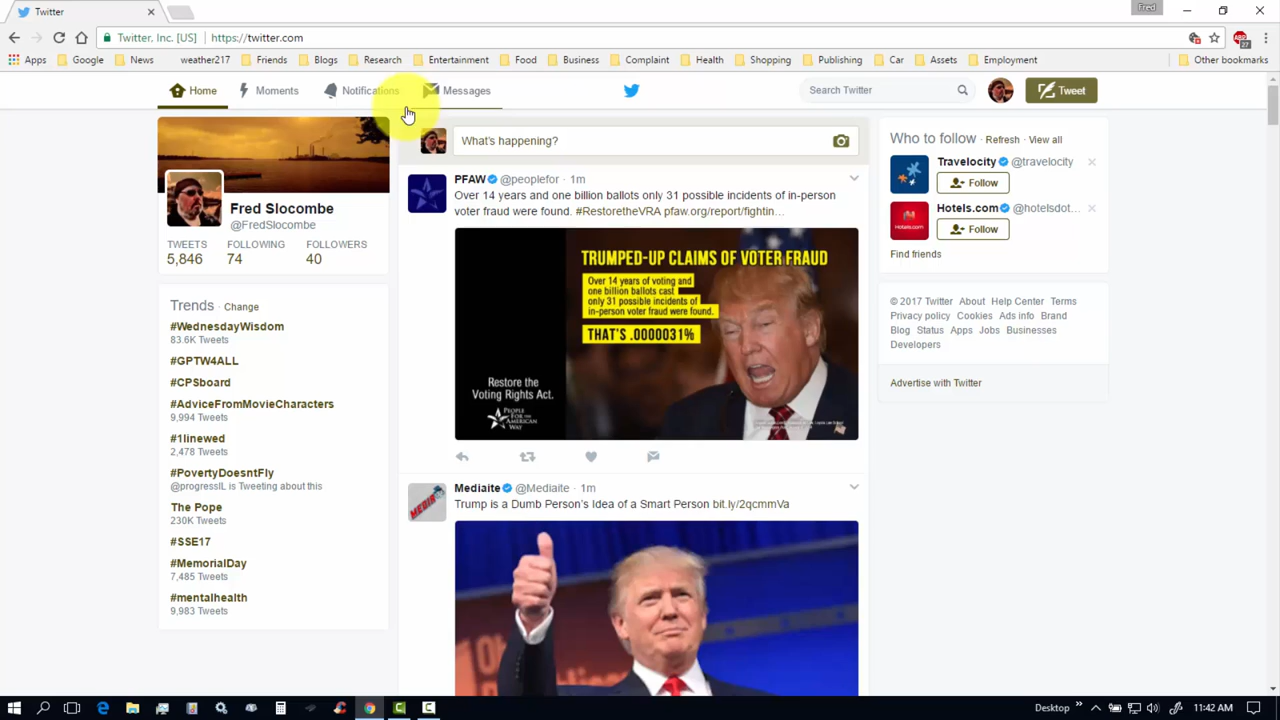 Twitter
Fred
Twitter, Inc. [US] https://twitter.com
27
Apps Google News weather217 Friends Blogs Research Entertainment Food Business Complaint Health Shopping Publishing Car Assets Employment Other bookmarks
Home Moments Notifications Messages Search Twitter Tweet
What's happening?
Fred Slocombe
@FredSlocombe
TWEETS FOLLOWING FOLLOWERS
5,846 74 40
Trends · Change
#WednesdayWisdom
83.6K Tweets
#GPTW4ALL
#CPSboard
#AdviceFromMovieCharacters
9,994 Tweets
#1linewed
2,478 Tweets
#PovertyDoesntFly
@progressIL is Tweeting about this
The Pope
230K Tweets
#SSE17
#MemorialDay
7,485 Tweets
#mentalhealth
9,983 Tweets
PFAW @peoplefor · 1m
Over 14 years and one billion ballots only 31 possible incidents of in-person
voter fraud were found. #RestoretheVRA pfaw.org/report/fightin…
TRUMPED-UP CLAIMS OF VOTER FRAUD
Over 14 years of voting and
one billion ballots cast
only 31 possible incidents of
in-person voter fraud were found.
THAT'S .0000031%
Restore the
Voting Rights Act.
PEOPLE
FOR THE
AMERICAN
WAY
Mediaite @Mediaite · 1m
Trump is a Dumb Person's Idea of a Smart Person bit.ly/2qcmmVa
Who to follow · Refresh · View all
Travelocity @travelocity
Follow
Hotels.com @hotelsdot...
Hotels.com
Follow
Find friends
© 2017 Twitter About Help Center Terms
Privacy policy Cookies Ads info Brand
Blog Status Apps Jobs Businesses
Developers
Advertise with Twitter
Desktop 11:42 AM